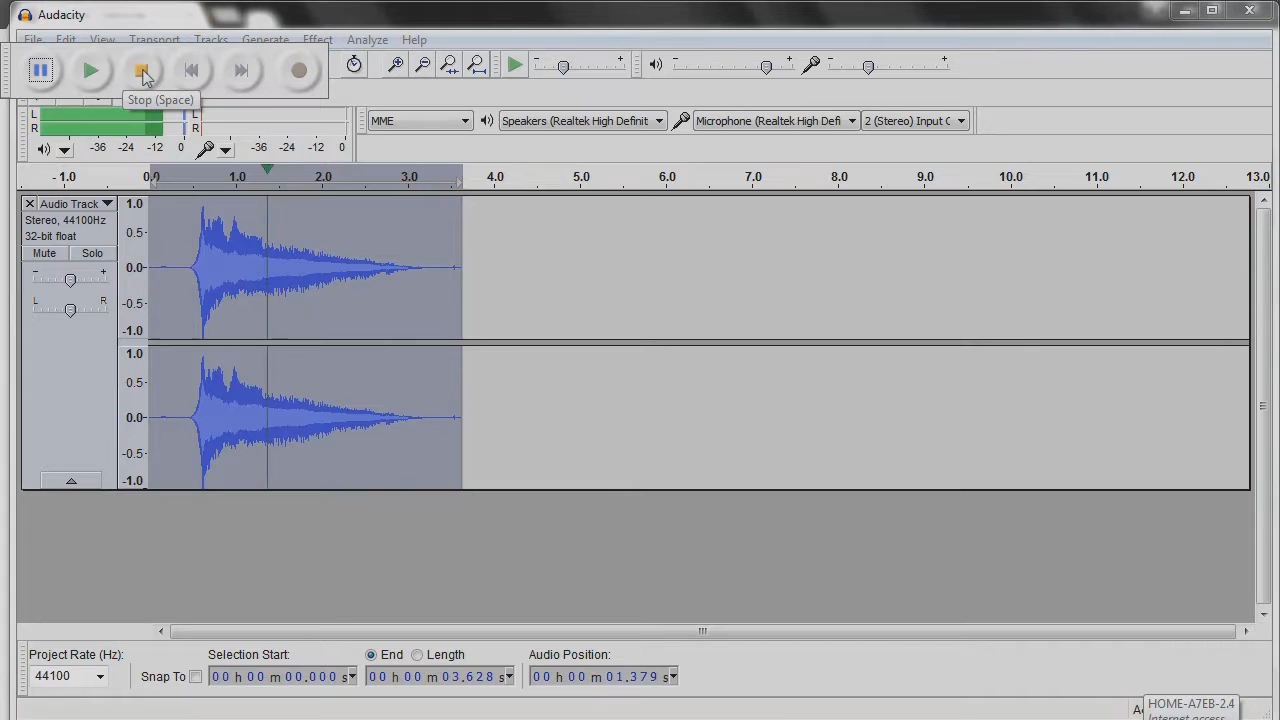 Audacity
File Edit View Transport Tracks Generate Effect Analyze Help
Stop (Space)
L L
R R
-36 -24 -12 0 -36 -24 -12 0
MME Speakers (Realtek High Definit Microphone (Realtek High Defi 2 (Stereo) Input C
- 1.0 0.0 1.0 2.0 3.0 4.0 5.0 6.0 7.0 8.0 9.0 10.0 11.0 12.0 13.0
Audio Track
Stereo, 44100Hz
32-bit float
Mute Solo
- +
L R
1.0
0.5-
0.0-
-0.5-
-1.0
1.0
0.5-
0.0-
-0.5-
-1.0
Project Rate (Hz): Selection Start: End Length Audio Position:
44100 Snap To 00 h 00 m 00.000 s 00 h 00 m 03.628 s 00 h 00 m 01.379 s
HOME-A7EB-2.4
Internet access